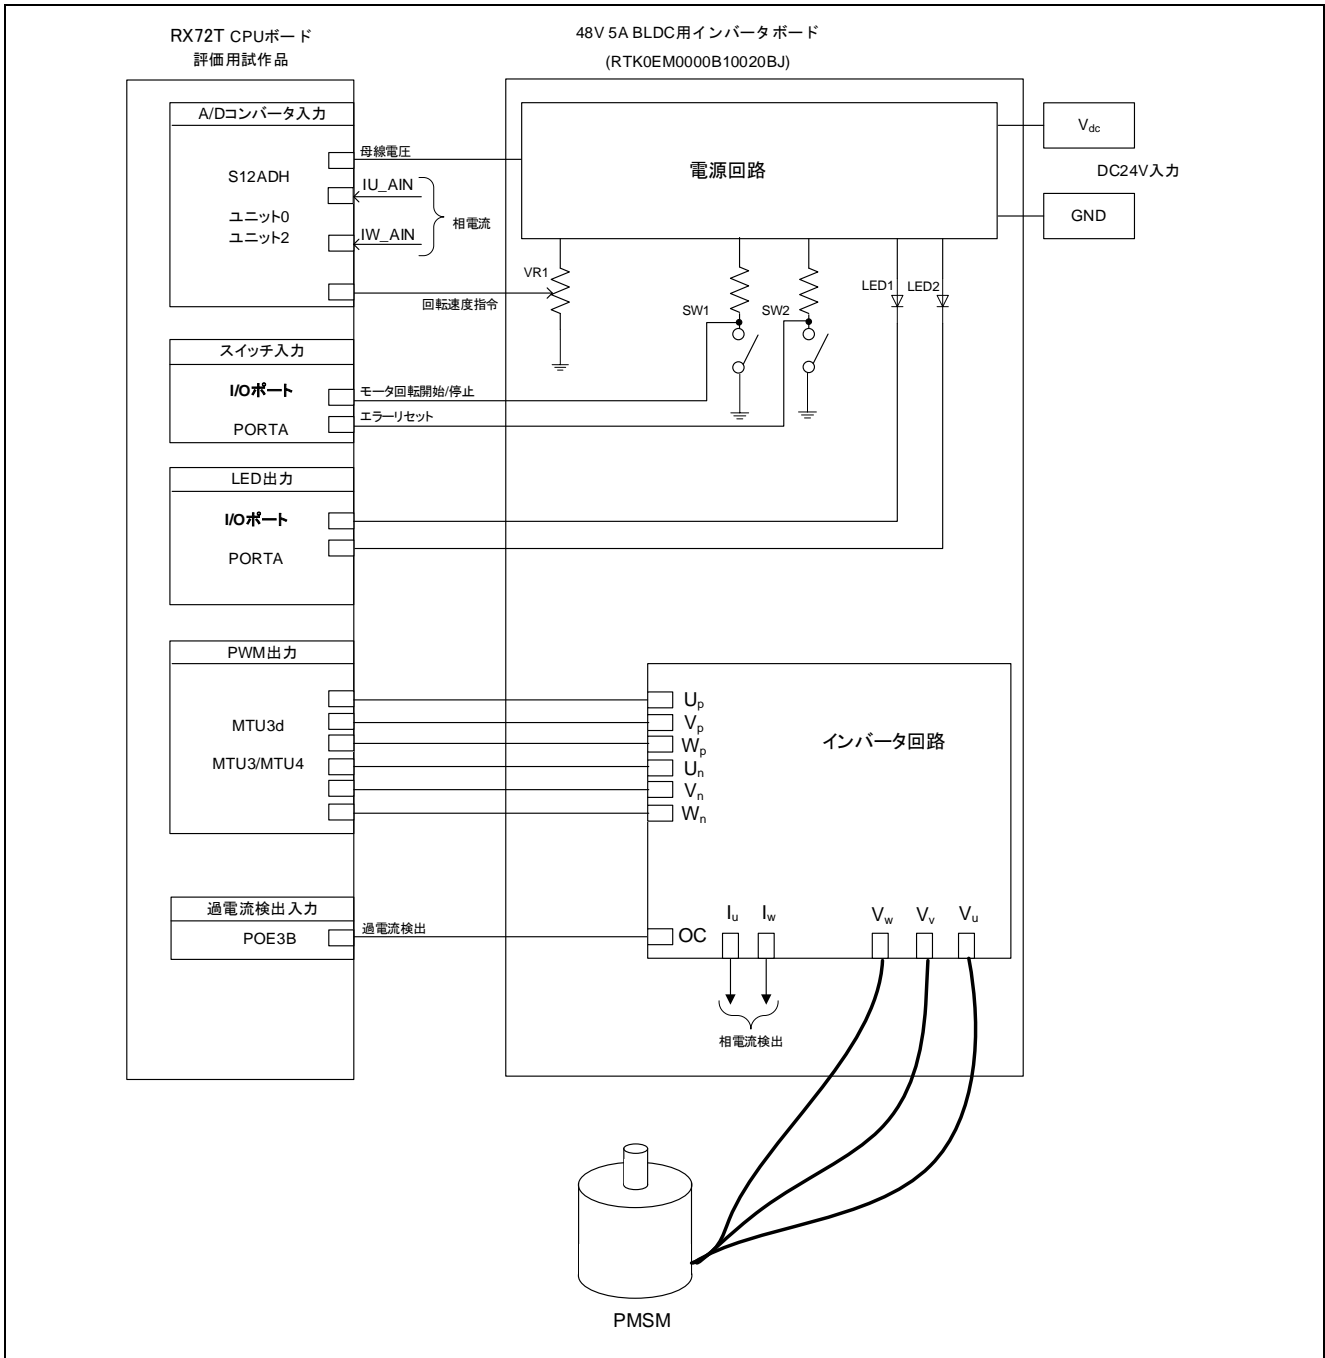 RX72T CPUボード
評価用試作品
48V 5A BLDC用インバータボード
(RTK0EM0000B10020BJ)
A/Dコンバータ入力
S12ADH
ユニット0
ユニット2
母線電圧
IU_AIN
IW_AIN
相電流
回転速度指令
電源回路
Vdc
DC24V入力
GND
VR1
SW1
SW2
LED1
LED2
スイッチ入力
I/Oポート
PORTA
モータ回転開始/停止
エラーリセット
LED出力
I/Oポート
PORTA
PWM出力
MTU3d
MTU3/MTU4
Up
Vp
Wp
Un
Vn
Wn
インバータ回路
過電流検出入力
POE3B
過電流検出
OC
Iu
Iw
Vw
Vv
Vu
相電流検出
PMSM